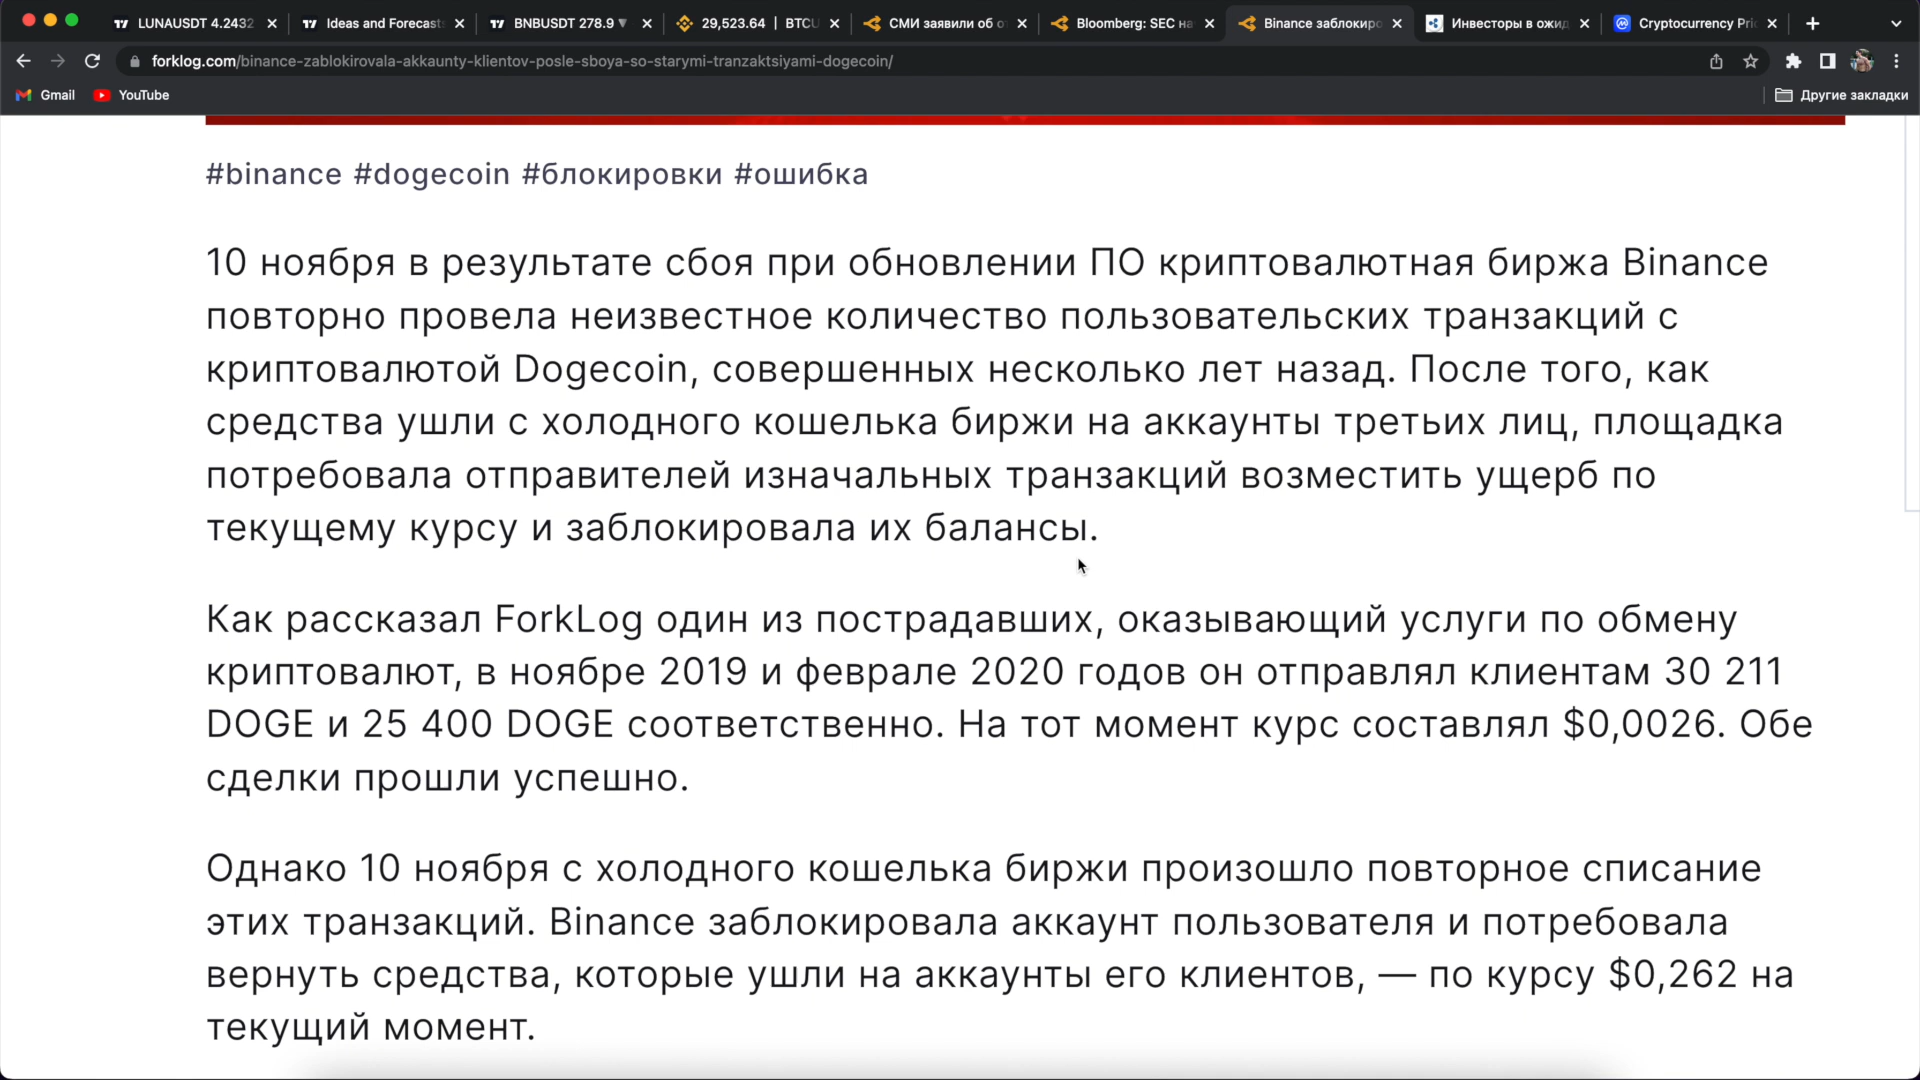 LUNAUSDT 4.2432
Ideas and Forecast
BNBUSDT 278.9 ▼
29,523.64 | BTCU
СМИ заявили об о
Bloomberg: SEC на
Binance заблокиро
Инвесторы в ожид
Cryptocurrency Pri
forklog.com/binance-zablokirovala-akkaunty-klientov-posle-sboya-so-starymi-tranzaktsiyami-dogecoin/
Gmail YouTube Другие закладки
#binance #dogecoin #блокировки #ошибка
10 ноября в результате сбоя при обновлении ПО криптовалютная биржа Binance
повторно провела неизвестное количество пользовательских транзакций с
криптовалютой Dogecoin, совершенных несколько лет назад. После того, как
средства ушли с холодного кошелька биржи на аккаунты третьих лиц, площадка
потребовала отправителей изначальных транзакций возместить ущерб по
текущему курсу и заблокировала их балансы.
Как рассказал ForkLog один из пострадавших, оказывающий услуги по обмену
криптовалют, в ноябре 2019 и феврале 2020 годов он отправлял клиентам 30 211
DOGE и 25 400 DOGE соответственно. На тот момент курс составлял $0,0026. Обе
сделки прошли успешно.
Однако 10 ноября с холодного кошелька биржи произошло повторное списание
этих транзакций. Binance заблокировала аккаунт пользователя и потребовала
вернуть средства, которые ушли на аккаунты его клиентов, — по курсу $0,262 на
текущий момент.